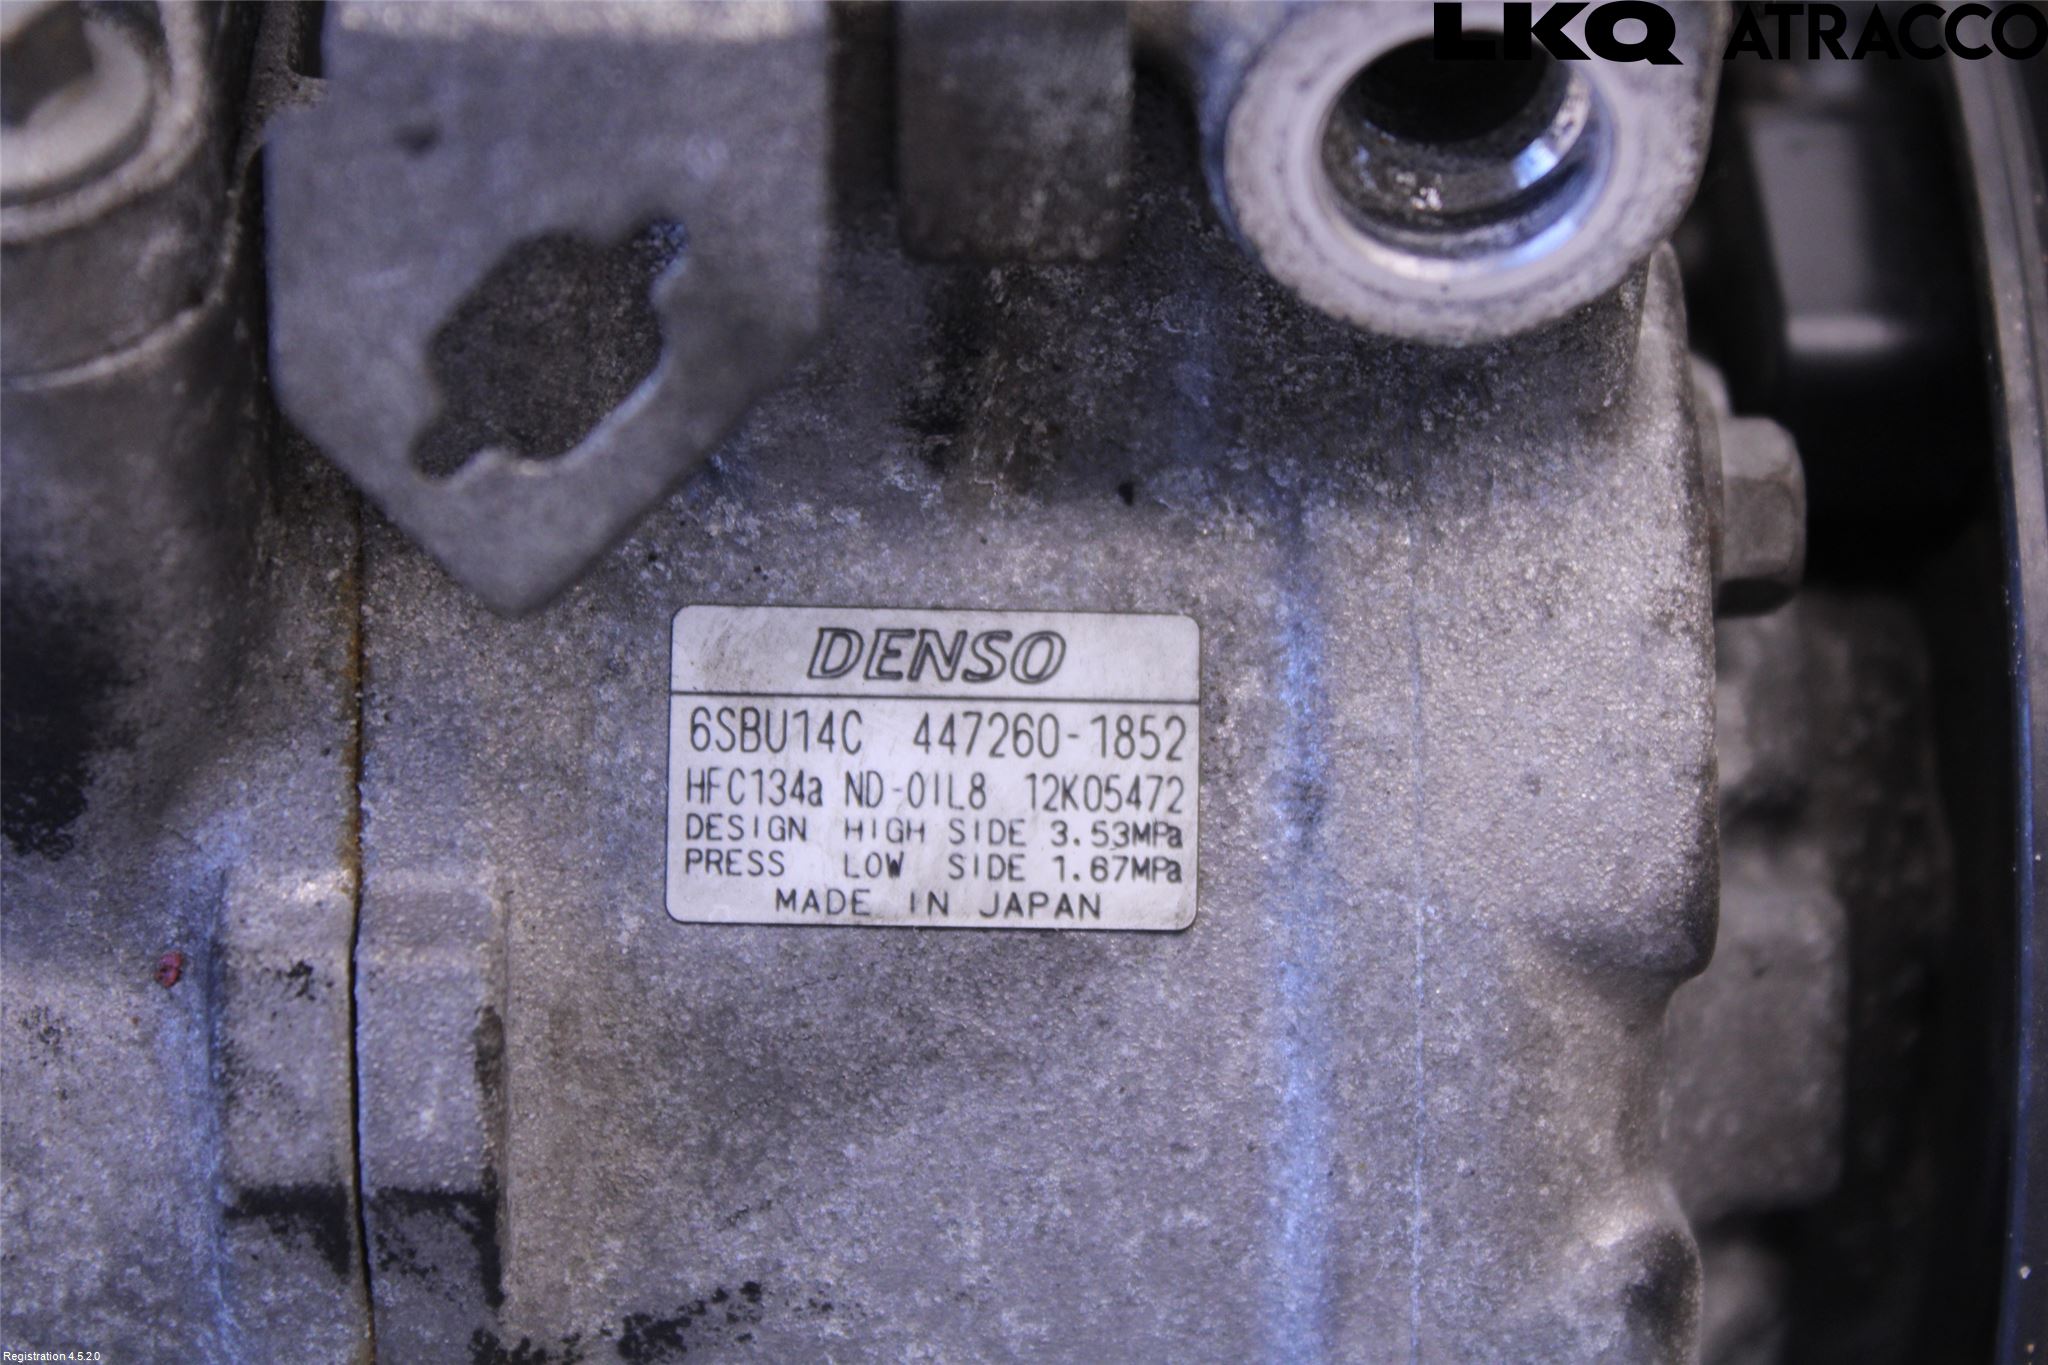 LKQ ATRACCO
DENSO
6SBU14C 447260-1852
HFC134a ND-OIL8 12K05472
DESIGN HIGH SIDE 3.53MPa
PRESS LOW SIDE 1.67MPa
MADE IN JAPAN
Registration 4.5.2.0